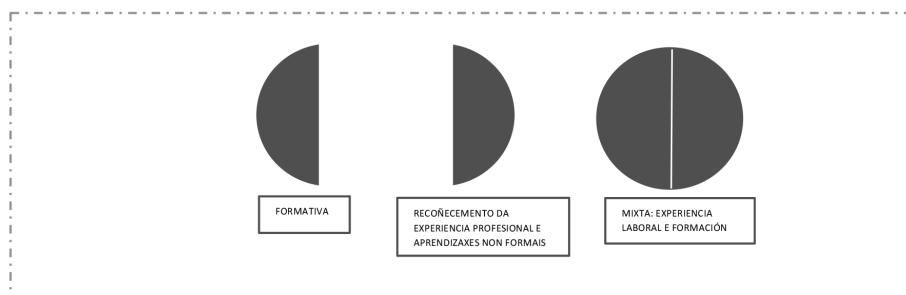 FORMATIVA
RECOÑECEMENTO DA
EXPERIENCIA PROFESIONAL E
APRENDIZAXES NON FORMAIS
MIXTA: EXPERIENCIA
LABORAL E FORMACIÓN